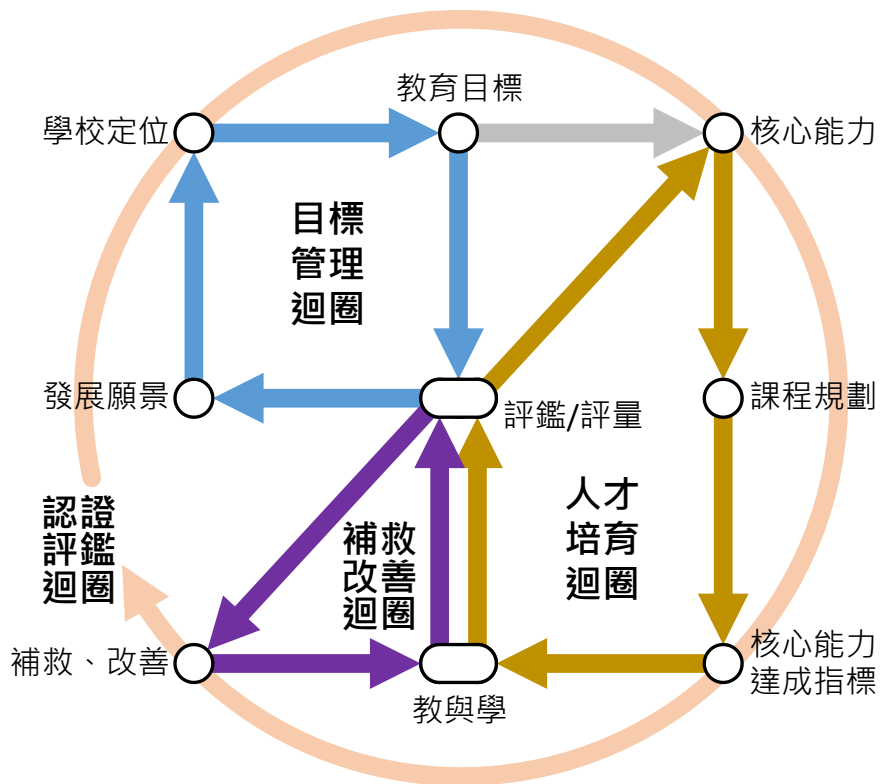 教育目標
學校定位
核心能力
目標
管理
迴圈
發展願景
評鑑/評量
課程規劃
認證
評鑑
迴圈
補救
改善
迴圈
人才
培育
迴圈
補救、改善
教與學
核心能力
達成指標